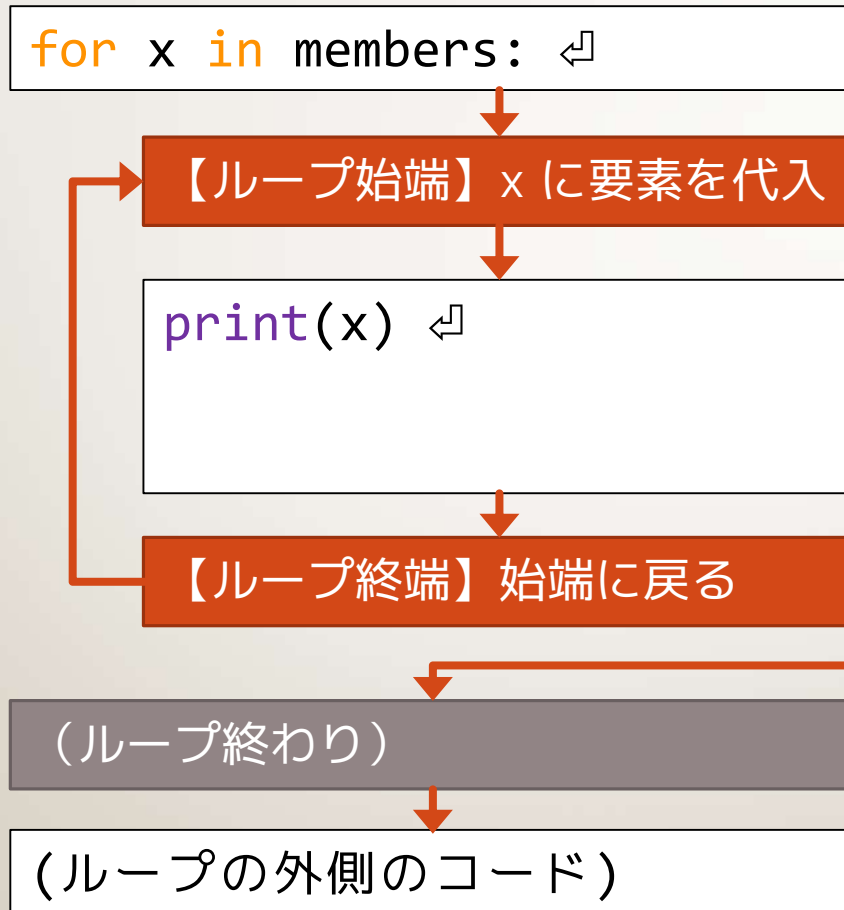 for x in members: ⏎
【ループ始端】x に要素を代入
print(x) ⏎
【ループ終端】始端に戻る
（ループ終わり）
(ループの外側のコード)